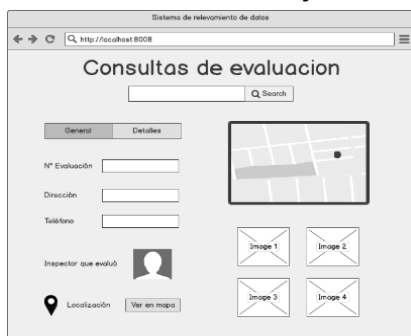 Sistema de relevamiento de datos
http://localhost:8008
Consultas de evaluacion
Search
General Detalles
N° Evaluación
Dirección
Teléfono
Inspector que evaluó
Localización Ver en mapa
Image 1 Image 2
Image 3 Image 4